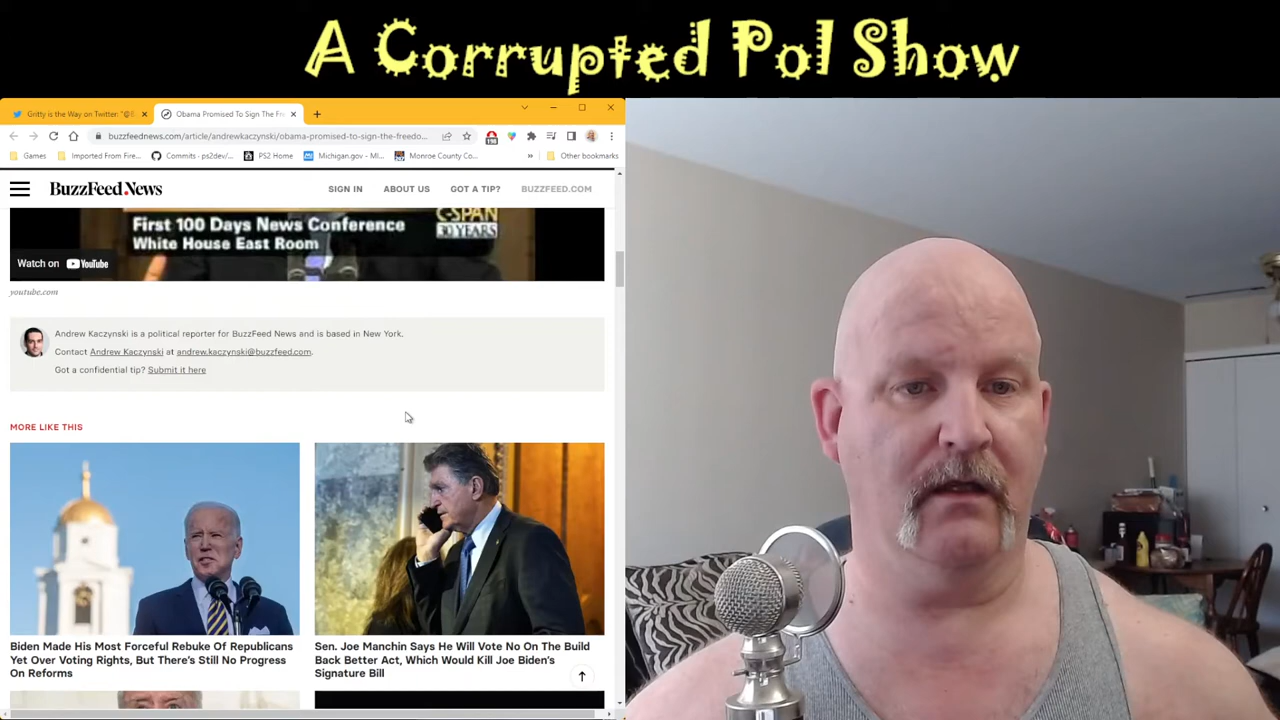 A Corrupted Pol Show
Gritty is the Way on Twitter: "@
Obama Promised To Sign The Fr
buzzfeednews.com/article/andrewkaczynski/obama-promised-to-sign-the-freedo...
Games
Imported From Fire...
Commits · ps2dev/...
PS2 Home
Michigan.gov - MI...
Monroe County Co...
»
Other bookmarks
BuzzFeed News
SIGN IN
ABOUT US
GOT A TIP?
BUZZFEED.COM
First 100 Days News Conference
White House East Room
C-SPAN
30 YEARS
Watch on YouTube
youtube.com
Andrew Kaczynski is a political reporter for BuzzFeed News and is based in New York.
Contact Andrew Kaczynski at andrew.kaczynski@buzzfeed.com.
Got a confidential tip? Submit it here
MORE LIKE THIS
Biden Made His Most Forceful Rebuke Of Republicans
Yet Over Voting Rights, But There's Still No Progress
On Reforms
Sen. Joe Manchin Says He Will Vote No On The Build
Back Better Act, Which Would Kill Joe Biden's
Signature Bill